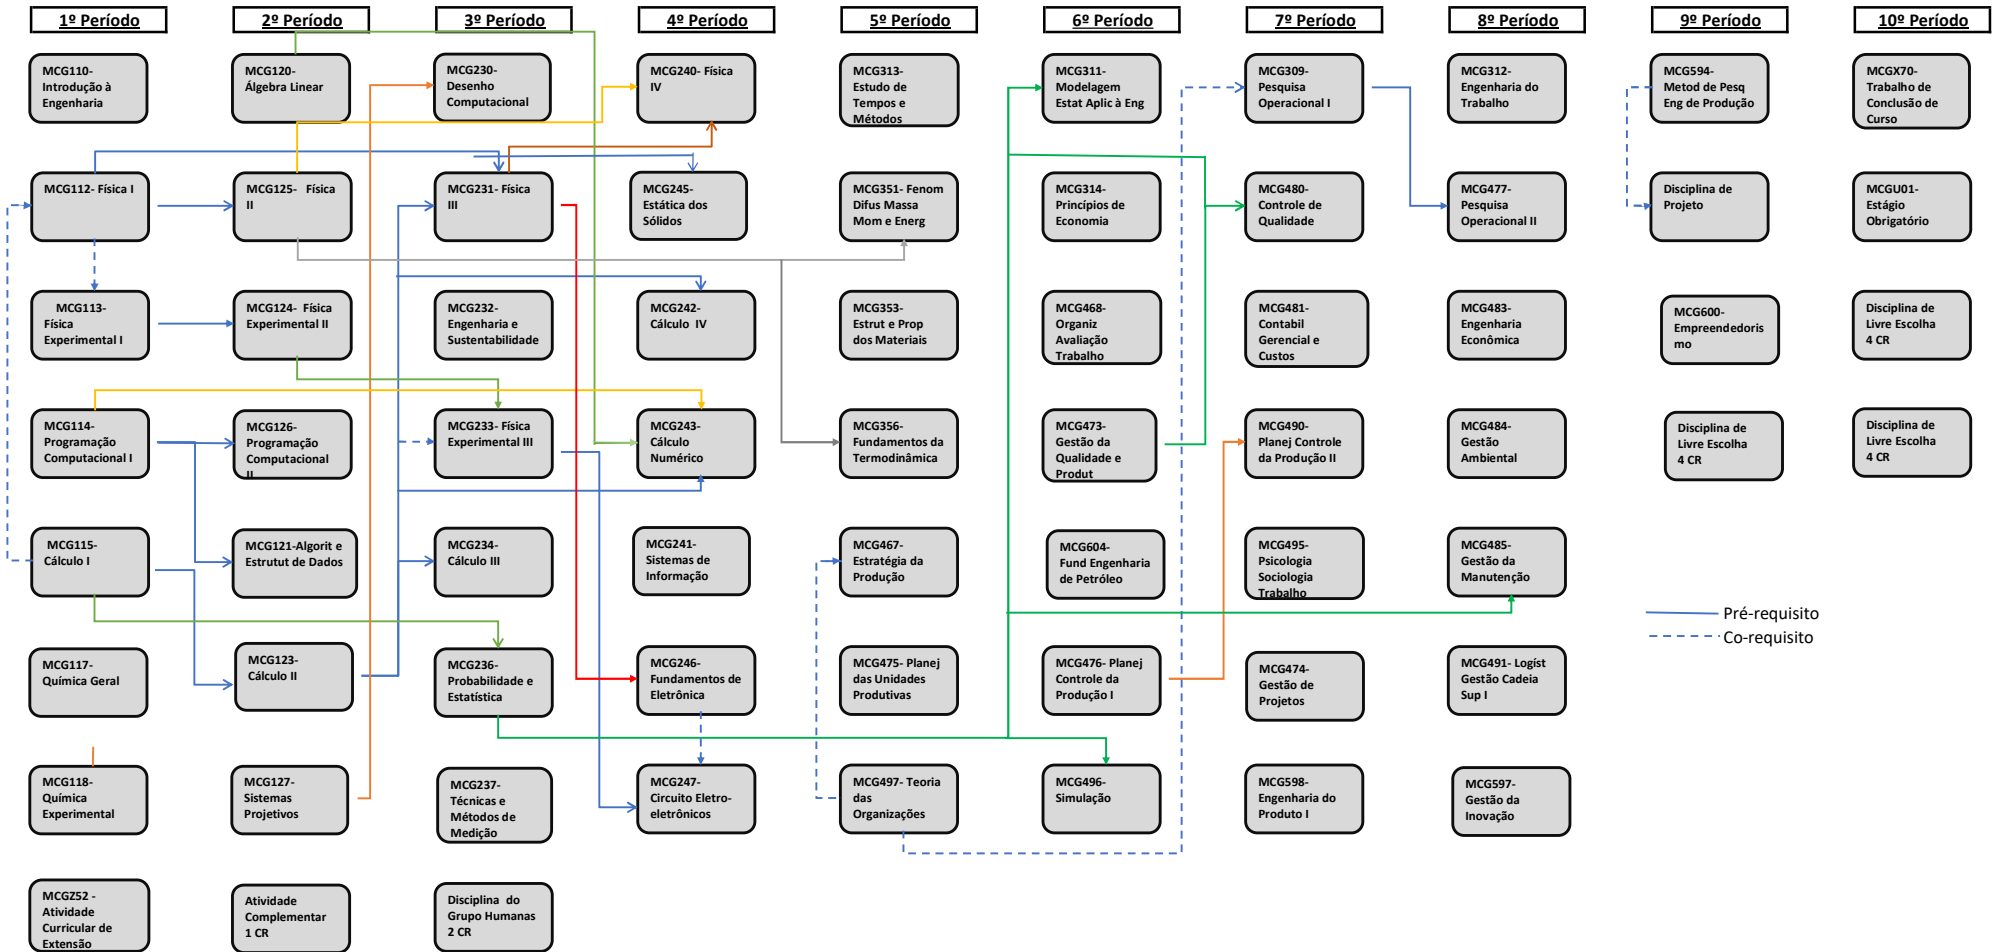 1º Período
2º Período
3º Período
4º Período
5º Período
6º Período
7º Período
8º Período
9º Período
10º Período
MCG110-
Introdução à
Engenharia
MCG112- Física I
MCG113-
Física
Experimental I
MCG114-
Programação
Computacional I
MCG115-
Cálculo I
MCG117-
Química Geral
MCG118-
Química
Experimental
MCGZ52 -
Atividade
Curricular de
Extensão
MCG120-
Álgebra Linear
MCG125- Física
II
MCG124- Física
Experimental II
MCG126-
Programação
Computacional
II
MCG121-Algorit e
Estrutut de Dados
MCG123-
Cálculo II
MCG127-
Sistemas
Projetivos
Atividade
Complementar
1 CR
MCG230-
Desenho
Computacional
MCG231- Física
III
MCG232-
Engenharia e
Sustentabilidade
MCG233- Física
Experimental III
MCG234-
Cálculo III
MCG236-
Probabilidade e
Estatística
MCG237-
Técnicas e
Métodos de
Medição
Disciplina do
Grupo Humanas
2 CR
MCG240- Física
IV
MCG245-
Estática dos
Sólidos
MCG242-
Cálculo IV
MCG243-
Cálculo
Numérico
MCG241-
Sistemas de
Informação
MCG246-
Fundamentos de
Eletrônica
MCG247-
Circuito Eletro-
eletrônicos
MCG313-
Estudo de
Tempos e
Métodos
MCG351- Fenom
Difus Massa
Mom e Energ
MCG353-
Estrut e Prop
dos Materiais
MCG356-
Fundamentos da
Termodinâmica
MCG467-
Estratégia da
Produção
MCG475- Planej
das Unidades
Produtivas
MCG497- Teoria
das
Organizações
MCG311-
Modelagem
Estat Aplic à Eng
MCG314-
Princípios de
Economia
MCG468-
Organiz
Avaliação
Trabalho
MCG473-
Gestão da
Qualidade e
Produt
MCG604-
Fund Engenharia
de Petróleo
MCG476- Planej
Controle da
Produção I
MCG496-
Simulação
MCG309-
Pesquisa
Operacional I
MCG480-
Controle de
Qualidade
MCG481-
Contabil
Gerencial e
Custos
MCG490-
Planej Controle
da Produção II
MCG495-
Psicologia
Sociologia
Trabalho
MCG474-
Gestão de
Projetos
MCG598-
Engenharia do
Produto I
MCG312-
Engenharia do
Trabalho
MCG477-
Pesquisa
Operacional II
MCG483-
Engenharia
Econômica
MCG484-
Gestão
Ambiental
MCG485-
Gestão da
Manutenção
MCG491- Logíst
Gestão Cadeia
Sup I
MCG597-
Gestão da
Inovação
MCG594-
Metod de Pesq
Eng de Produção
Disciplina de
Projeto
MCG600-
Empreendedoris
mo
Disciplina de
Livre Escolha
4 CR
MCGX70-
Trabalho de
Conclusão de
Curso
MCGU01-
Estágio
Obrigatório
Disciplina de
Livre Escolha
4 CR
Disciplina de
Livre Escolha
4 CR
Pré-requisito
Co-requisito